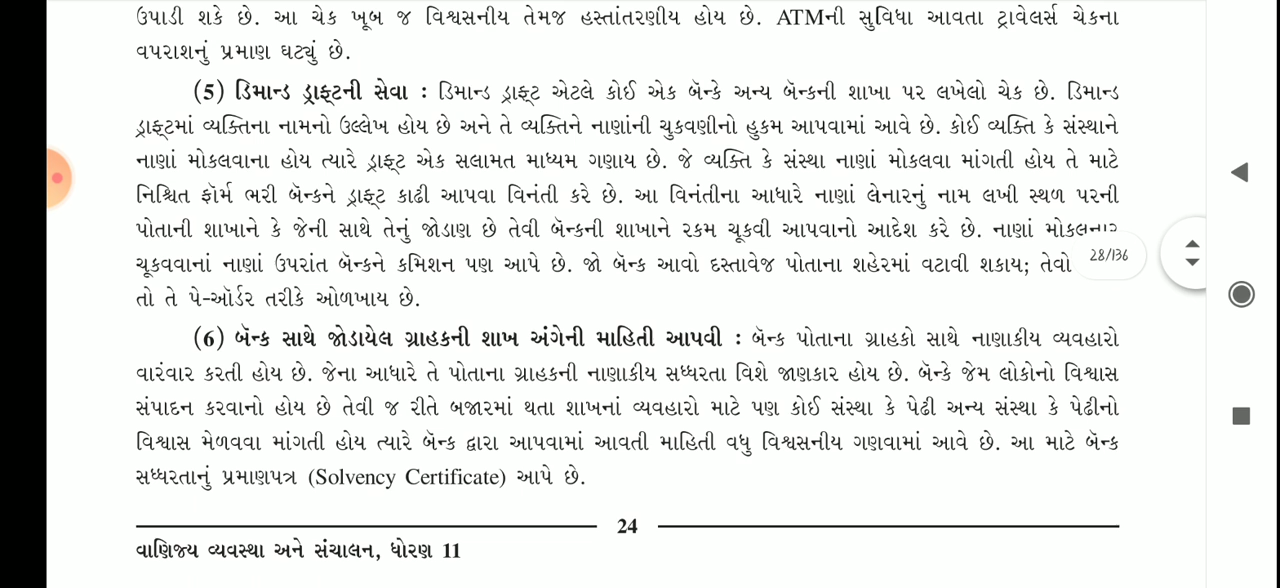 ઉપાડી શકે છે. આ ચેક ખૂબ જ વિશ્વસનીય તેમજ હસ્તાંતરણીય હોય છે. ATMની સુવિધા આવતા ટ્રાવેલર્સ ચેકના
વપરાશનું પ્રમાણ ઘટ્યું છે.
(5) ડિમાન્ડ ડ્રાફ્ટની સેવા : ડિમાન્ડ ડ્રાફ્ટ એટલે કોઈ એક બૅન્કે અન્ય બૅન્કની શાખા પર લખેલો ચેક છે. ડિમાન્ડ
ડ્રાફ્ટમાં વ્યક્તિના નામનો ઉલ્લેખ હોય છે અને તે વ્યક્તિને નાણાંની ચુકવણીનો હુકમ આપવામાં આવે છે. કોઈ વ્યક્તિ કે સંસ્થાને
નાણાં મોકલવાના હોય ત્યારે ડ્રાફ્ટ એક સલામત માધ્યમ ગણાય છે. જે વ્યક્તિ કે સંસ્થા નાણાં મોકલવા માંગતી હોય તે માટે
નિશ્ચિત ફૉર્મ ભરી બૅન્કને ડ્રાફ્ટ કાઢી આપવા વિનંતી કરે છે. આ વિનંતીના આધારે નાણાં લેનારનું નામ લખી સ્થળ પરની
પોતાની શાખાને કે જેની સાથે તેનું જોડાણ છે તેવી બૅન્કની શાખાને રકમ ચૂકવી આપવાનો આદેશ કરે છે. નાણાં મોકલનાર
ચૂકવવાનાં નાણાં ઉપરાંત બૅન્કને કમિશન પણ આપે છે. જો બૅન્ક આવો દસ્તાવેજ પોતાના શહેરમાં વટાવી શકાય; તેવો
28/136
તો તે પે-ઑર્ડર તરીકે ઓળખાય છે.
(6) બૅન્ક સાથે જોડાયેલ ગ્રાહકની શાખ અંગેની માહિતી આપવી : બૅન્ક પોતાના ગ્રાહકો સાથે નાણાકીય વ્યવહારો
વારંવાર કરતી હોય છે. જેના આધારે તે પોતાના ગ્રાહકની નાણાકીય સધ્ધરતા વિશે જાણકાર હોય છે. બૅન્કે જેમ લોકોનો વિશ્વાસ
સંપાદન કરવાનો હોય છે તેવી જ રીતે બજારમાં થતા શાખનાં વ્યવહારો માટે પણ કોઈ સંસ્થા કે પેઢી અન્ય સંસ્થા કે પેઢીનો
વિશ્વાસ મેળવવા માંગતી હોય ત્યારે બૅન્ક દ્વારા આપવામાં આવતી માહિતી વધુ વિશ્વસનીય ગણવામાં આવે છે. આ માટે બૅન્ક
સધ્ધરતાનું પ્રમાણપત્ર (Solvency Certificate) આપે છે.
24
વાણિજ્ય વ્યવસ્થા અને સંચાલન, ધોરણ 11